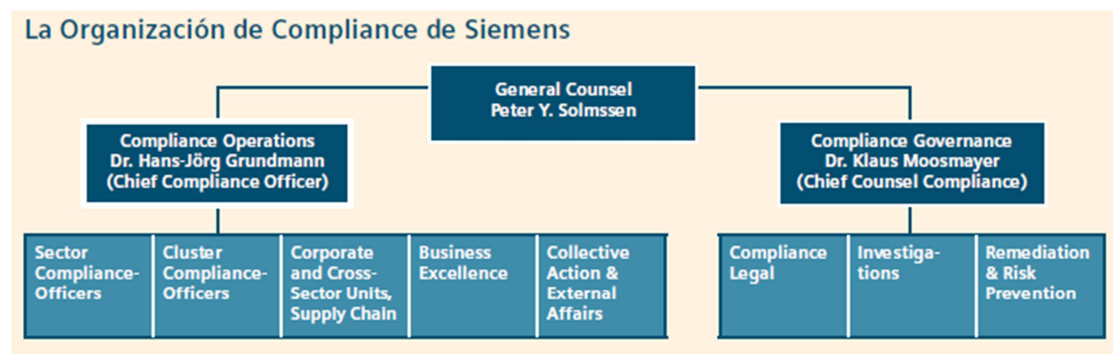 La Organización de Compliance de Siemens
General Counsel
Peter Y. Solmssen
Compliance Operations
Dr. Hans-Jörg Grundmann
(Chief Compliance Officer)
Compliance Governance
Dr. Klaus Moosmayer
(Chief Counsel Compliance)
Sector
Compliance-
Officers
Cluster
Compliance-
Officers
Corporate
and Cross-
Sector Units,
Supply Chain
Business
Excellence
Collective
Action &
External
Affairs
Compliance
Legal
Investiga-
tions
Remediation
& Risk
Prevention